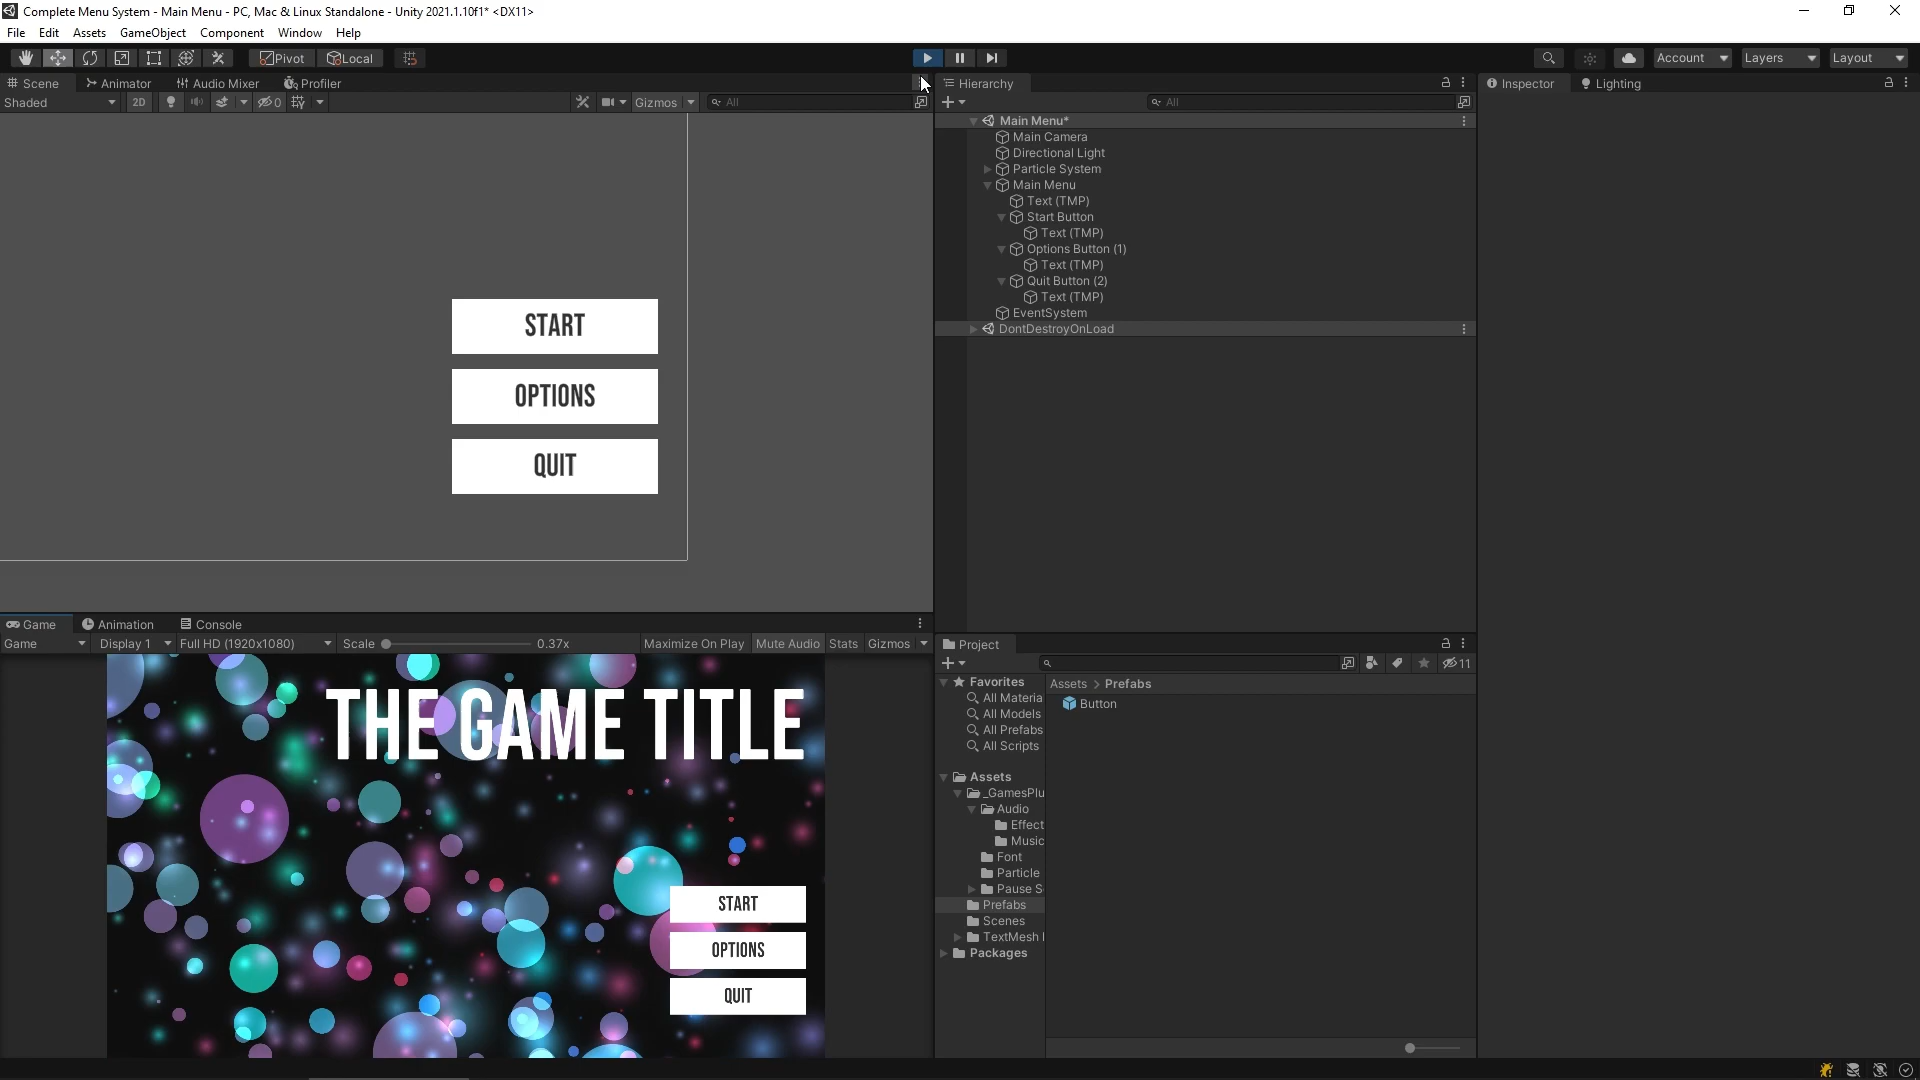 Complete Menu System - Main Menu - PC, Mac & Linux Standalone - Unity 2021.1.10f1* <DX11>
File Edit Assets GameObject Component Window Help
Pivot Local Account Layers Layout
Scene Animator Audio Mixer Profiler
Shaded 2D 0 Gizmos All
START
OPTIONS
QUIT
Hierarchy
All
Main Menu*
Main Camera
Directional Light
Particle System
Main Menu
Text (TMP)
Start Button
Text (TMP)
Options Button (1)
Text (TMP)
Quit Button (2)
Text (TMP)
EventSystem
DontDestroyOnLoad
Inspector Lighting
Game Animation Console
Game Display 1 Full HD (1920x1080) Scale 0.37x Maximize On Play Mute Audio Stats Gizmos
THE GAME TITLE
START
OPTIONS
QUIT
Project
11
Favorites
All Materia
All Models
All Prefabs
All Scripts
Assets
_GamesPlu
Audio
Effect
Music
Font
Particle
Pause S
Prefabs
Scenes
TextMesh
Packages
Assets > Prefabs
Button